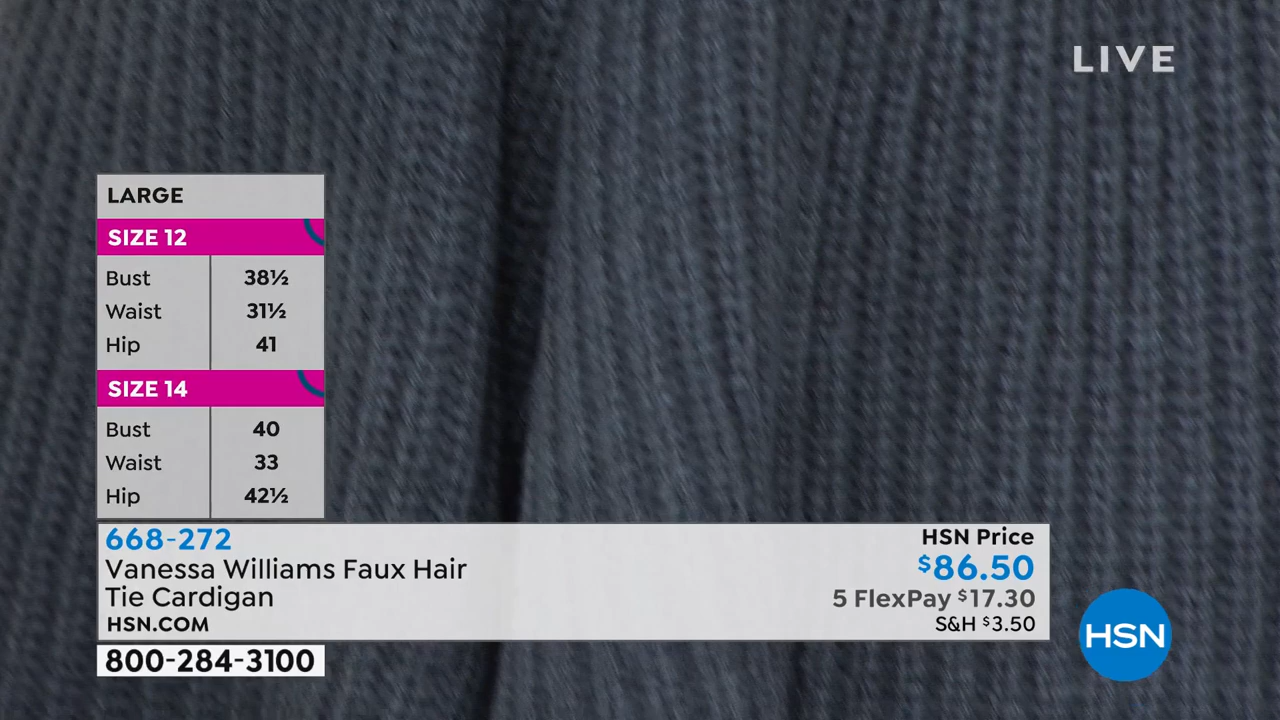 LIVE
LARGE
SIZE 12
Bust 38½
Waist 31½
Hip 41
SIZE 14
Bust 40
Waist 33
Hip 42½
668-272
Vanessa Williams Faux Hair
Tie Cardigan
HSN.COM
HSN Price
$86.50
5 FlexPay $17.30
S&H $3.50
800-284-3100
HSN